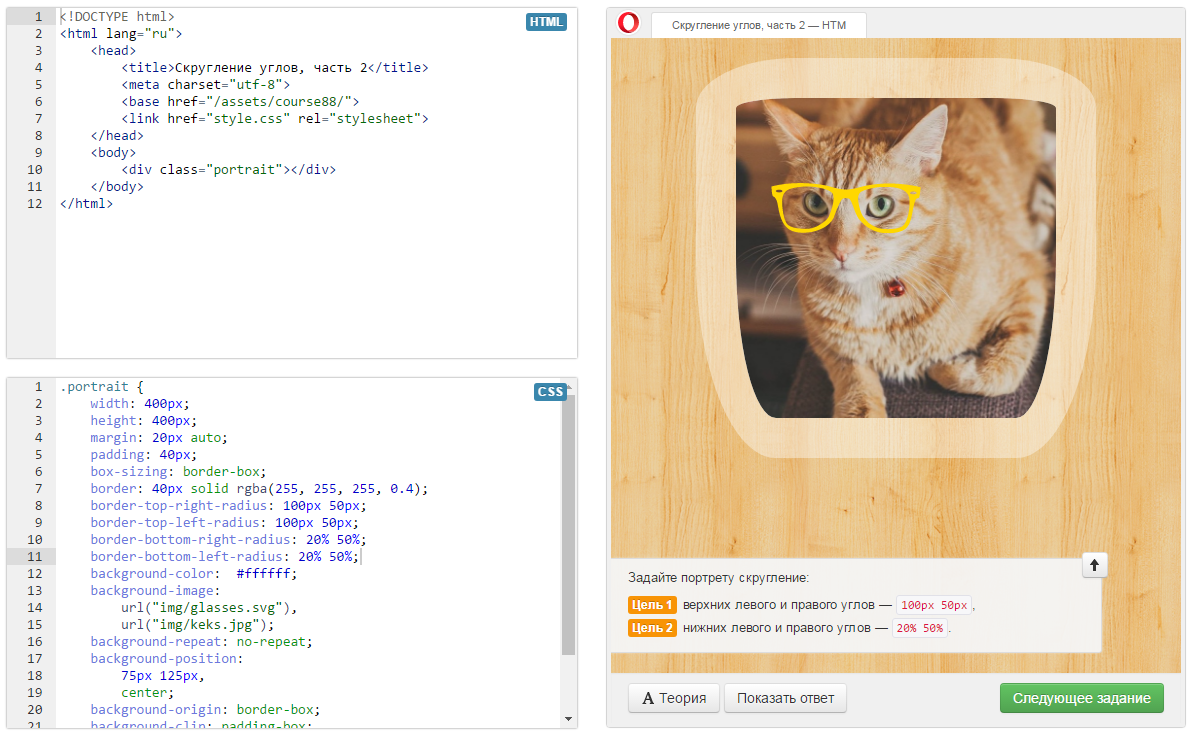 1 <!DOCTYPE html>
2 <html lang="ru">
3 <head>
4 <title>Скругление углов, часть 2</title>
5 <meta charset="utf-8">
6 <base href="/assets/course88/">
7 <link href="style.css" rel="stylesheet">
8 </head>
9 <body>
10 <div class="portrait"></div>
11 </body>
12 </html>
HTML
1 .portrait {
2 width: 400px;
3 height: 400px;
4 margin: 20px auto;
5 padding: 40px;
6 box-sizing: border-box;
7 border: 40px solid rgba(255, 255, 255, 0.4);
8 border-top-right-radius: 100px 50px;
9 border-top-left-radius: 100px 50px;
10 border-bottom-right-radius: 20% 50%;
11 border-bottom-left-radius: 20% 50%;
12 background-color:  #ffffff;
13 background-image:
14 url("img/glasses.svg"),
15 url("img/keks.jpg");
16 background-repeat: no-repeat;
17 background-position:
18 75px 125px,
19 center;
20 background-origin: border-box;
21 background-clip: padding-box;
CSS
Скругление углов, часть 2 — HTM
Задайте портрету скругление:
Цель 1 верхних левого и правого углов — 100px 50px,
Цель 2 нижних левого и правого углов — 20% 50%.
A Теория
Показать ответ
Следующее задание